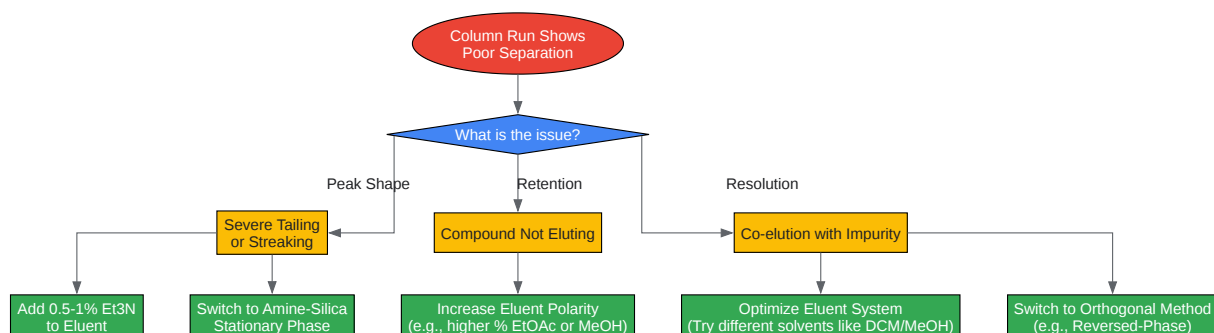 Column Run Shows
Poor Separation
What is the issue?
Peak Shape
Retention
Resolution
Severe Tailing
or Streaking
Compound Not Eluting
Co-elution with Impurity
Add 0.5-1% Et3N
to Eluent
Switch to Amine-Silica
Stationary Phase
Increase Eluent Polarity
(e.g., higher % EtOAc or MeOH)
Optimize Eluent System
(Try different solvents like DCM/MeOH)
Switch to Orthogonal Method
(e.g., Reversed-Phase)